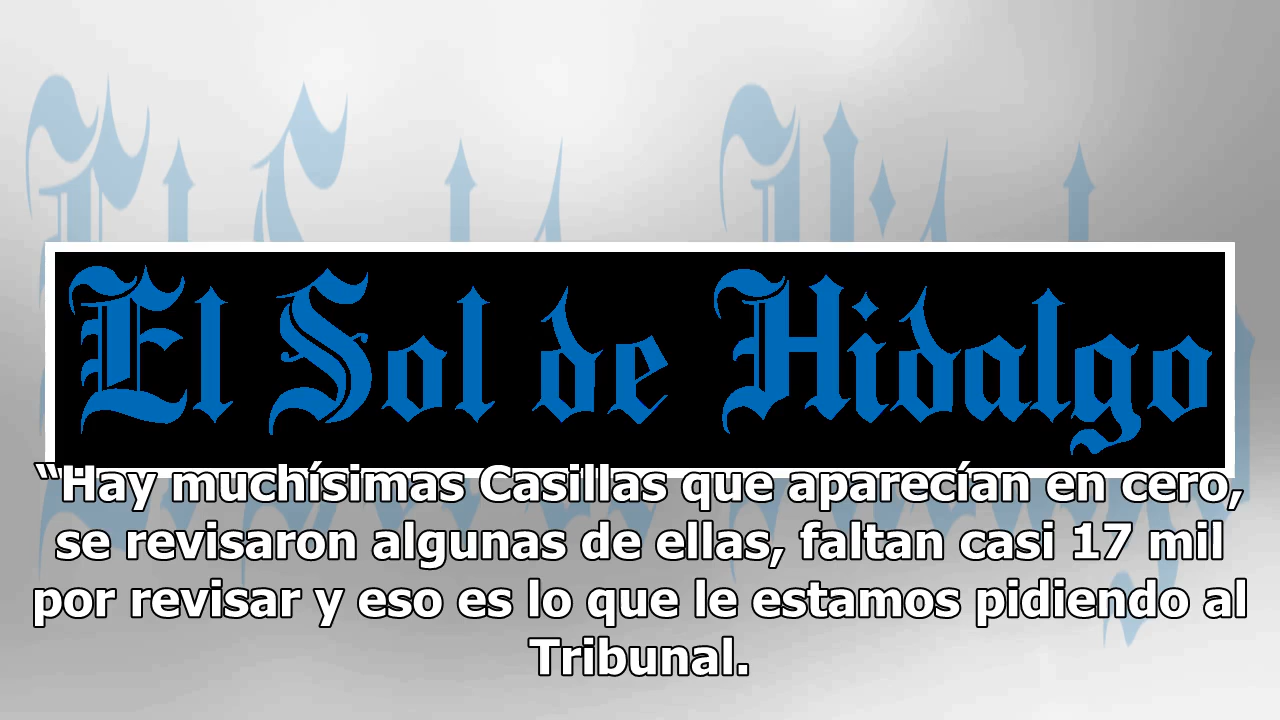 El Sol de Hidalgo
“Hay muchísimas Casillas que aparecían en cero,
se revisaron algunas de ellas, faltan casi 17 mil
por revisar y eso es lo que le estamos pidiendo al
Tribunal.